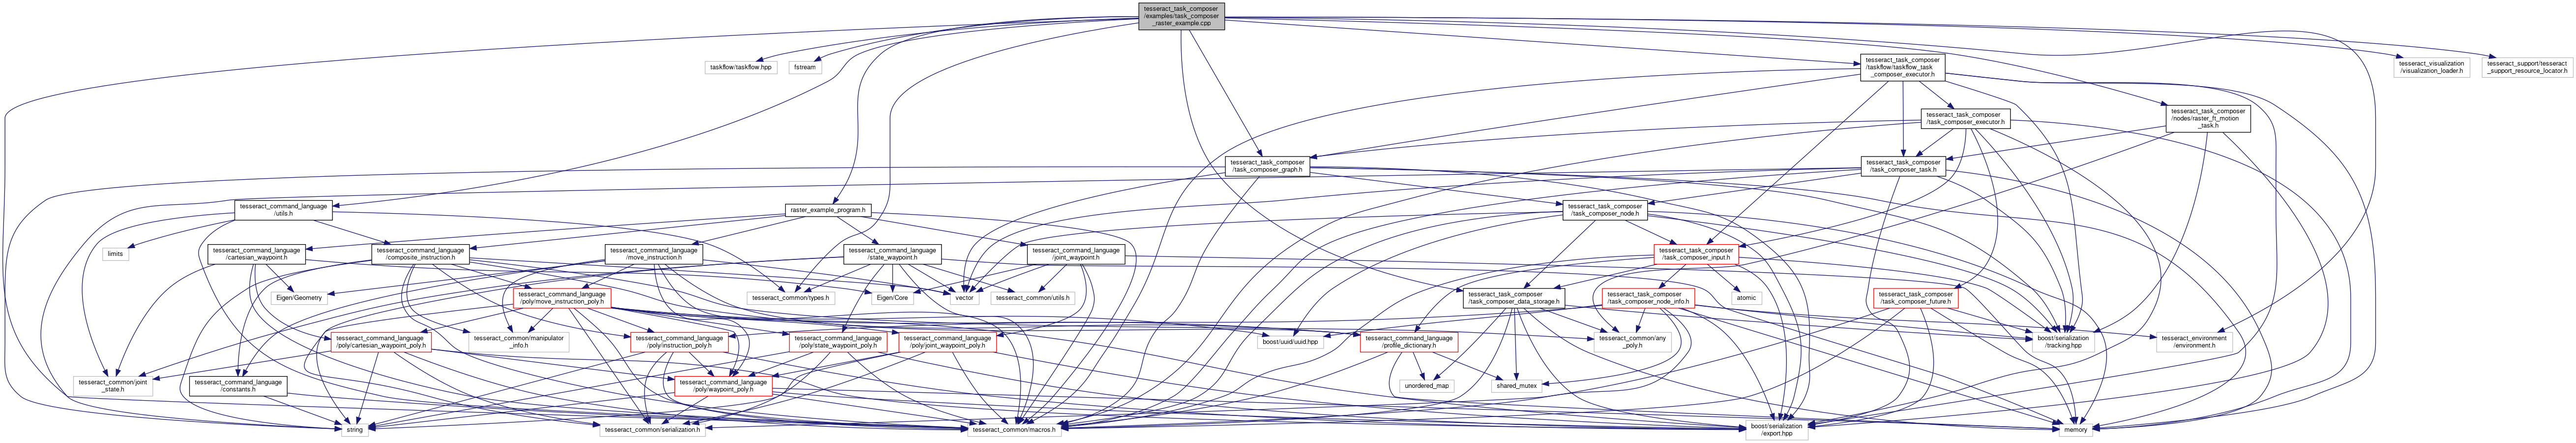 tesseract_task_composer
/examples/task_composer
_raster_example.cpp
taskflow/taskflow.hpp
fstream
tesseract_task_composer
/taskflow/taskflow_task
_composer_executor.h
tesseract_visualization
/visualization_loader.h
tesseract_support/tesseract
_support_resource_locator.h
tesseract_task_composer
/task_composer_executor.h
tesseract_task_composer
/nodes/raster_ft_motion
_task.h
tesseract_task_composer
/task_composer_graph.h
tesseract_task_composer
/task_composer_task.h
tesseract_command_language
/utils.h
raster_example_program.h
tesseract_task_composer
/task_composer_node.h
limits
tesseract_command_language
/cartesian_waypoint.h
tesseract_command_language
/composite_instruction.h
tesseract_command_language
/move_instruction.h
tesseract_command_language
/state_waypoint.h
tesseract_command_language
/joint_waypoint.h
tesseract_task_composer
/task_composer_input.h
Eigen/Geometry
tesseract_command_language
/poly/move_instruction_poly.h
tesseract_common/types.h
Eigen/Core
vector
tesseract_common/utils.h
tesseract_task_composer
/task_composer_data_storage.h
tesseract_task_composer
/task_composer_node_info.h
atomic
tesseract_task_composer
/task_composer_future.h
tesseract_command_language
/poly/cartesian_waypoint_poly.h
tesseract_common/manipulator
_info.h
tesseract_command_language
/poly/instruction_poly.h
tesseract_command_language
/poly/state_waypoint_poly.h
tesseract_command_language
/poly/joint_waypoint_poly.h
boost/uuid/uuid.hpp
tesseract_command_language
/profile_dictionary.h
tesseract_common/any
_poly.h
boost/serialization
/tracking.hpp
tesseract_environment
/environment.h
tesseract_common/joint
_state.h
tesseract_command_language
/constants.h
tesseract_command_language
/poly/waypoint_poly.h
unordered_map
shared_mutex
string
tesseract_common/serialization.h
tesseract_common/macros.h
boost/serialization
/export.hpp
memory